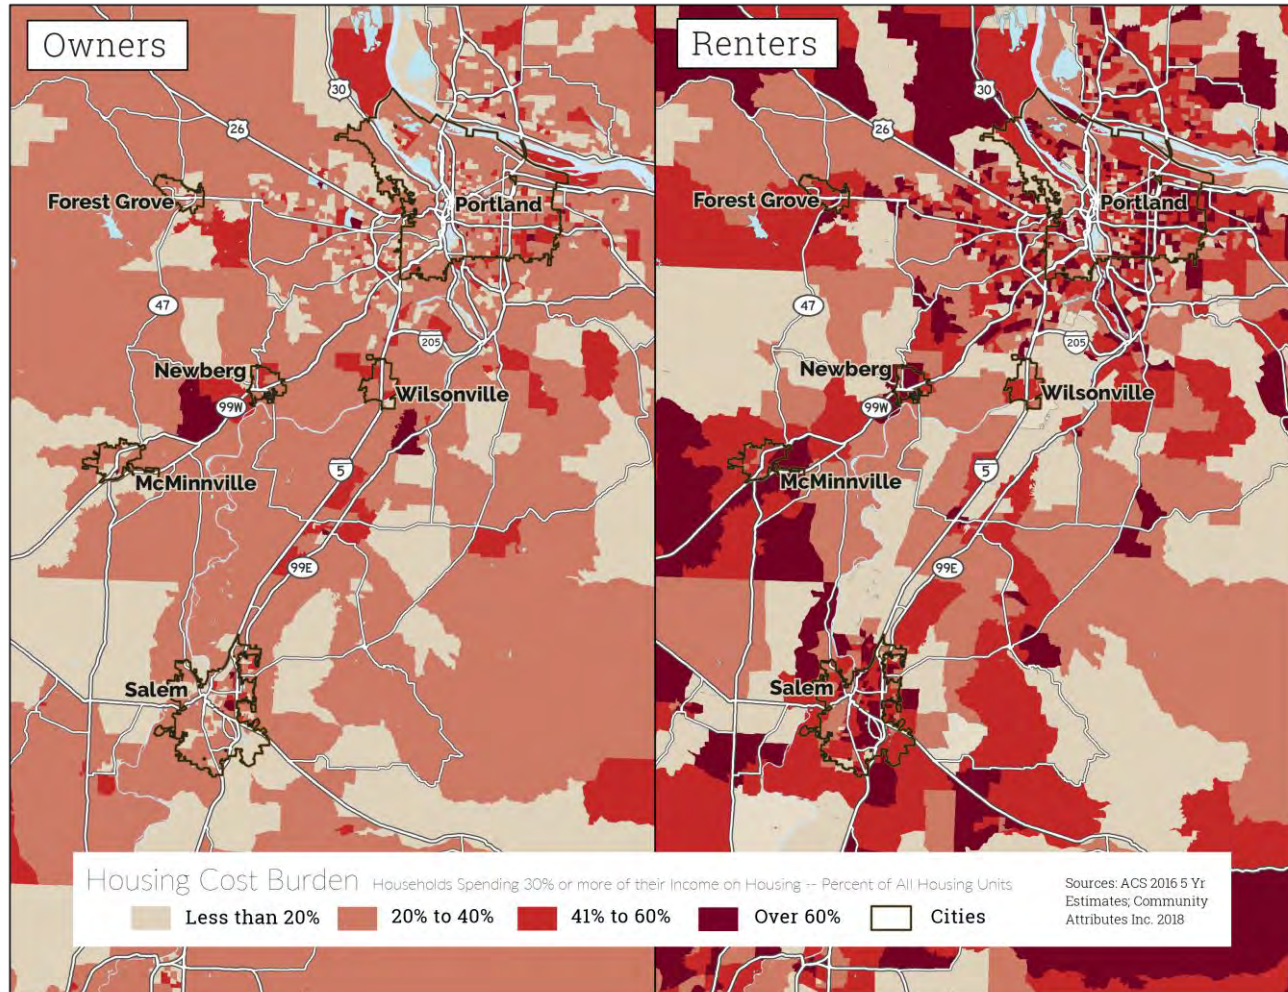 Owners
30
26
Forest Grove
Portland
47
205
Newberg
99W
Wilsonville
McMinnville
5
99E
Salem
Renters
30
26
Forest Grove
Portland
47
205
Newberg
99W
Wilsonville
McMinnville
5
99E
Salem
Housing Cost Burden Households Spending 30% or more of their Income on Housing -- Percent of All Housing Units
Less than 20% 20% to 40% 41% to 60% Over 60% Cities
Sources: ACS 2016 5 Yr
Estimates; Community
Attributes Inc. 2018